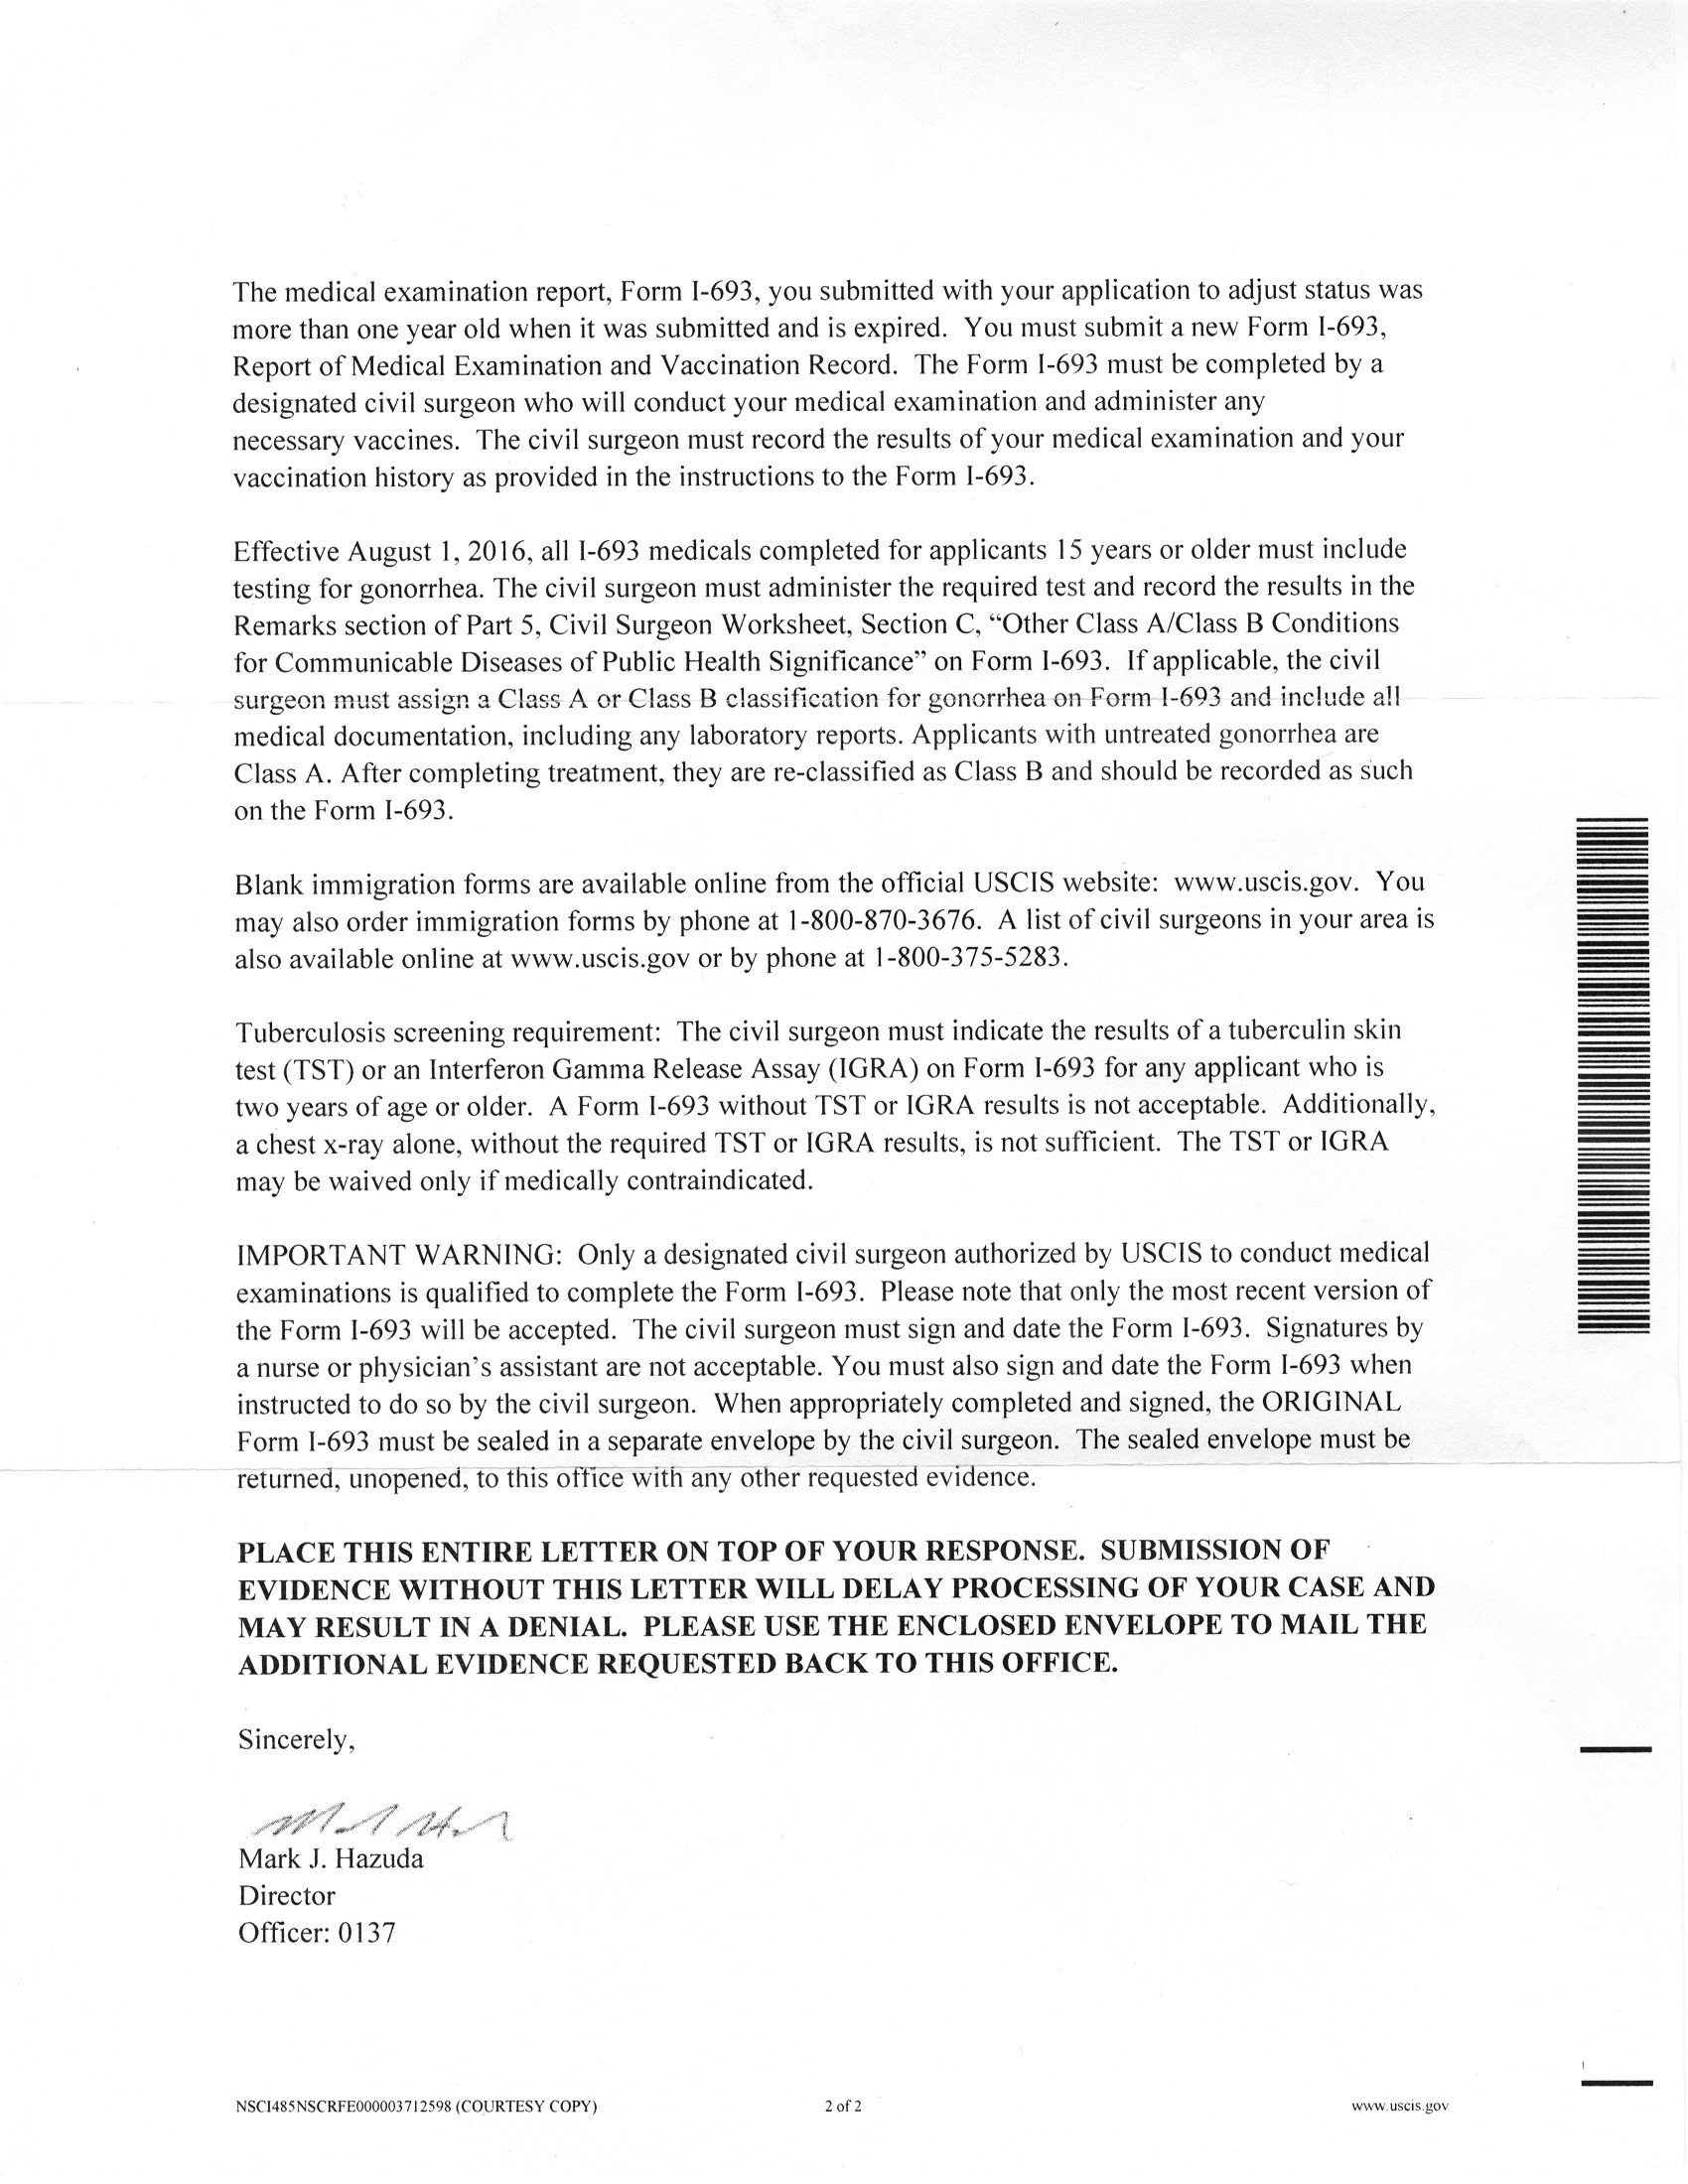 The medical examination report, Form I-693, you submitted with your application to adjust status was
more than one year old when it was submitted and is expired.  You must submit a new Form I-693,
Report of Medical Examination and Vaccination Record.  The Form I-693 must be completed by a
designated civil surgeon who will conduct your medical examination and administer any
necessary vaccines.  The civil surgeon must record the results of your medical examination and your
vaccination history as provided in the instructions to the Form I-693.
Effective August 1, 2016, all I-693 medicals completed for applicants 15 years or older must include
testing for gonorrhea. The civil surgeon must administer the required test and record the results in the
Remarks section of Part 5, Civil Surgeon Worksheet, Section C, “Other Class A/Class B Conditions
for Communicable Diseases of Public Health Significance” on Form I-693.  If applicable, the civil
surgeon must assign a Class A or Class B classification for gonorrhea on Form I-693 and include all
medical documentation, including any laboratory reports. Applicants with untreated gonorrhea are
Class A. After completing treatment, they are re-classified as Class B and should be recorded as such
on the Form I-693.
Blank immigration forms are available online from the official USCIS website:  www.uscis.gov.  You
may also order immigration forms by phone at 1-800-870-3676.  A list of civil surgeons in your area is
also available online at www.uscis.gov or by phone at 1-800-375-5283.
Tuberculosis screening requirement:  The civil surgeon must indicate the results of a tuberculin skin
test (TST) or an Interferon Gamma Release Assay (IGRA) on Form I-693 for any applicant who is
two years of age or older.  A Form I-693 without TST or IGRA results is not acceptable.  Additionally,
a chest x-ray alone, without the required TST or IGRA results, is not sufficient.  The TST or IGRA
may be waived only if medically contraindicated.
IMPORTANT WARNING:  Only a designated civil surgeon authorized by USCIS to conduct medical
examinations is qualified to complete the Form I-693.  Please note that only the most recent version of
the Form I-693 will be accepted.  The civil surgeon must sign and date the Form I-693.  Signatures by
a nurse or physician’s assistant are not acceptable. You must also sign and date the Form I-693 when
instructed to do so by the civil surgeon.  When appropriately completed and signed, the ORIGINAL
Form I-693 must be sealed in a separate envelope by the civil surgeon.  The sealed envelope must be
returned, unopened, to this office with any other requested evidence.
PLACE THIS ENTIRE LETTER ON TOP OF YOUR RESPONSE.  SUBMISSION OF
EVIDENCE WITHOUT THIS LETTER WILL DELAY PROCESSING OF YOUR CASE AND
MAY RESULT IN A DENIAL.  PLEASE USE THE ENCLOSED ENVELOPE TO MAIL THE
ADDITIONAL EVIDENCE REQUESTED BACK TO THIS OFFICE.
Sincerely,
Mark J. Hazuda
Director
Officer: 0137
NSCI485NSCRFE000003712598 (COURTESY COPY)
2 of 2
www.uscis.gov